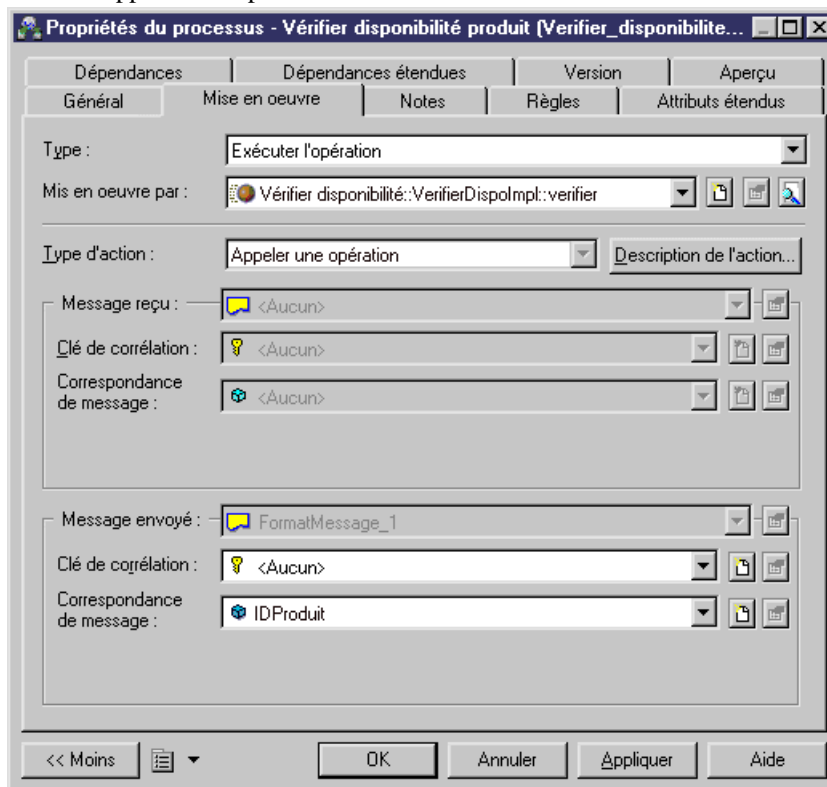 Propriétés du processus - Vérifier disponibilité produit (Verifier_disponibilite...
Dépendances Dépendances étendues Version Aperçu
Général Mise en oeuvre Notes Règles Attributs étendus
Type : Exécuter l'opération
Mis en oeuvre par : Vérifier disponibilité::VerifierDispoImpl::verifier
Type d'action : Appeler une opération Description de l'action...
Message reçu : <Aucun>
Clé de corrélation : <Aucun>
Correspondance
de message : <Aucun>
Message envoyé : FormatMessage_1
Clé de corrélation : <Aucun>
Correspondance
de message : IDProduit
<< Moins OK Annuler Appliquer Aide